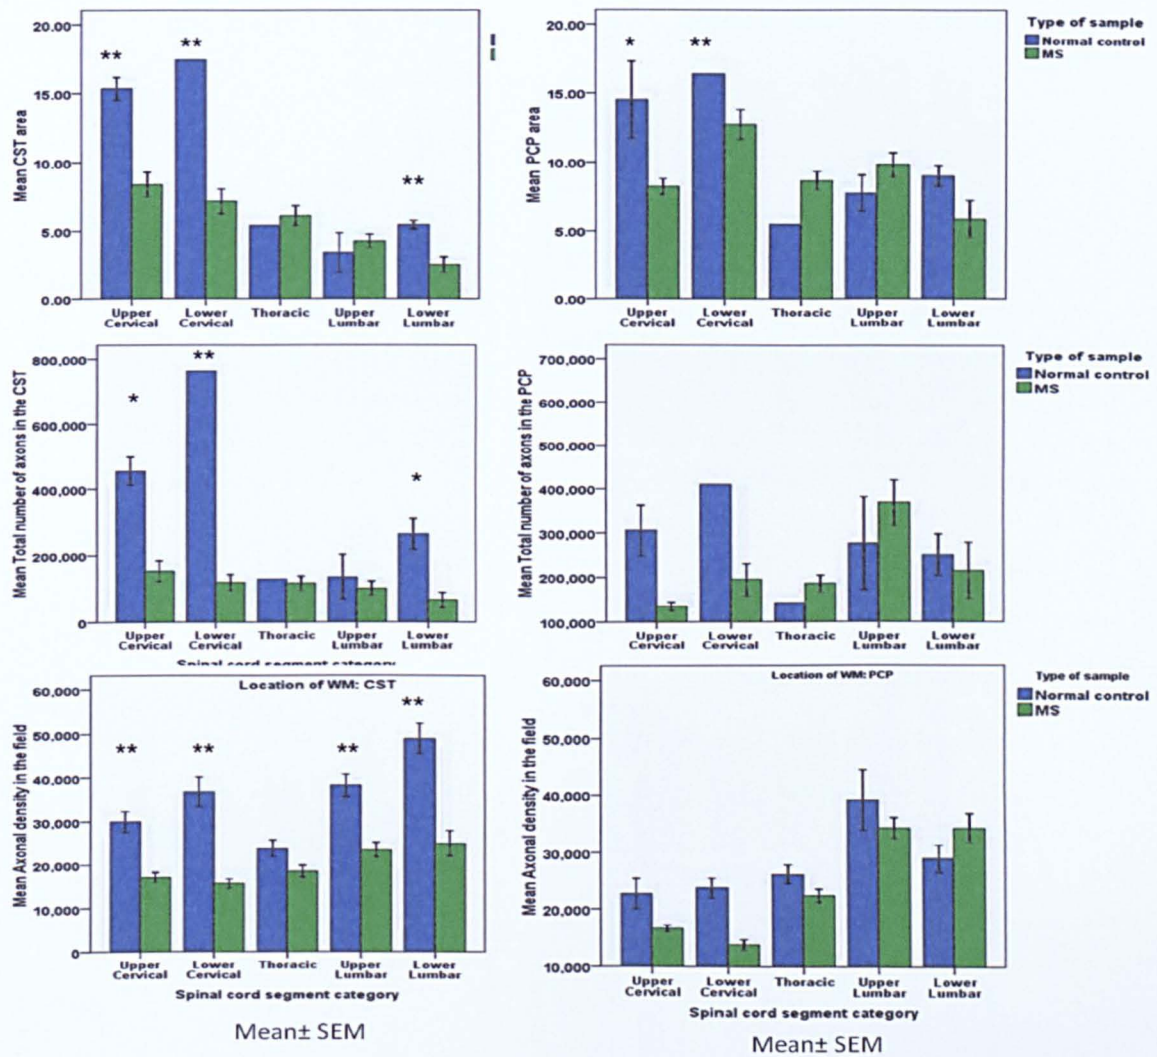 Mean CST area
20.00
15.00
10.00
5.00
0.00
**
**
**
Upper Cervical
Lower Cervical
Thoracic
Upper Lumbar
Lower Lumbar
Mean PCP area
20.00
15.00
10.00
5.00
0.00
*
**
Upper Cervical
Lower Cervical
Thoracic
Upper Lumbar
Lower Lumbar
Type of sample
Normal control
MS
Mean Total number of axons in the CST
800,000
600,000
400,000
200,000
0
*
**
*
Upper Cervical
Lower Cervical
Thoracic
Upper Lumbar
Lower Lumbar
Spinal cord segment category
Mean Total number of axons in the PCP
700,000
600,000
500,000
400,000
300,000
200,000
100,000
Upper Cervical
Lower Cervical
Thoracic
Upper Lumbar
Lower Lumbar
Type of sample
Normal control
MS
Location of WM: CST
Mean Axonal density in the field
60,000
50,000
40,000
30,000
20,000
10,000
0
**
**
**
**
Upper Cervical
Lower Cervical
Thoracic
Upper Lumbar
Lower Lumbar
Spinal cord segment category
Mean± SEM
Location of WM: PCP
Mean Axonal density in the field
60,000
50,000
40,000
30,000
20,000
10,000
Upper Cervical
Lower Cervical
Thoracic
Upper Lumbar
Lower Lumbar
Spinal cord segment category
Type of sample
Normal control
MS
Mean± SEM